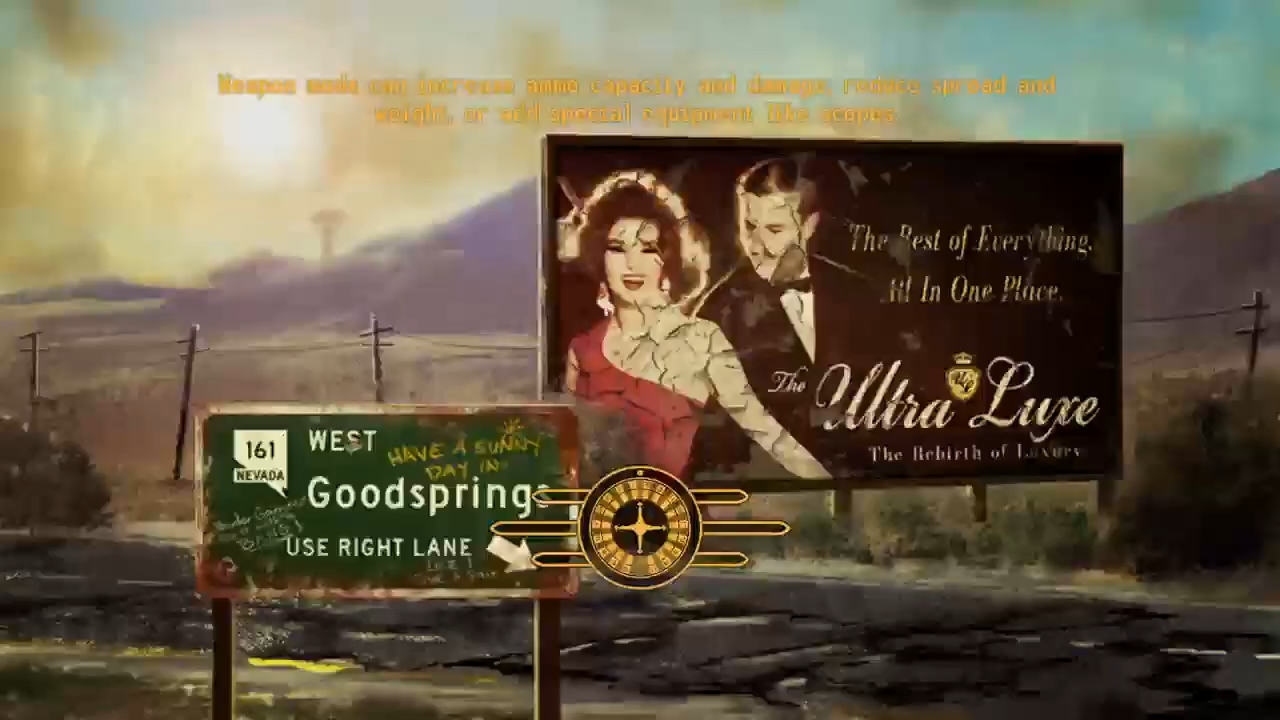 Weapon mods can increase ammo capacity and damage, reduce spread and
weight, or add special equipment like scopes.
The Best of Everything.
All In One Place.
The Ultra Luxe
The Rebirth of Luxury
161
NEVADA
WEST
HAVE A SUNNY
DAY IN
Goodsprings
USE RIGHT LANE